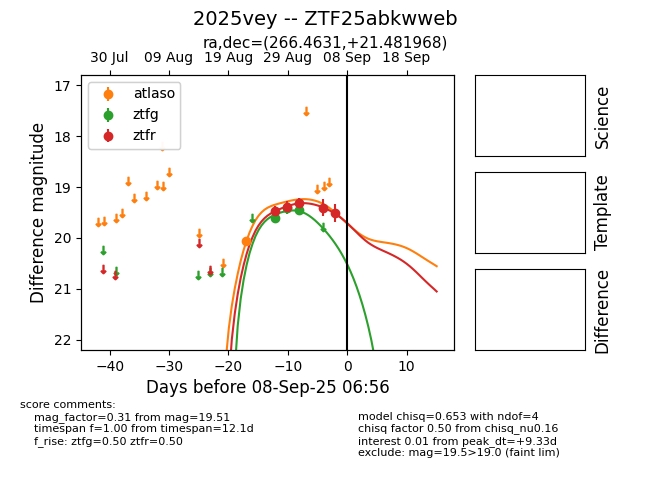 2025vey -- ZTF25abkwweb
ra,dec=(266.4631,+21.481968)
30 Jul 09 Aug 19 Aug 29 Aug 08 Sep 18 Sep
atlaso
ztfg
ztfr
17
18
19
20
21
22
Difference magnitude
−40 −30 −20 −10 0 10
Days before 08-Sep-25 06:56
Science
Template
Difference
score comments:
mag_factor=0.31 from mag=19.51
timespan f=1.00 from timespan=12.1d
f_rise: ztfg=0.50 ztfr=0.50
model chisq=0.653 with ndof=4
chisq factor 0.50 from chisq_nu0.16
interest 0.01 from peak_dt=+9.33d
exclude: mag=19.5>19.0 (faint lim)